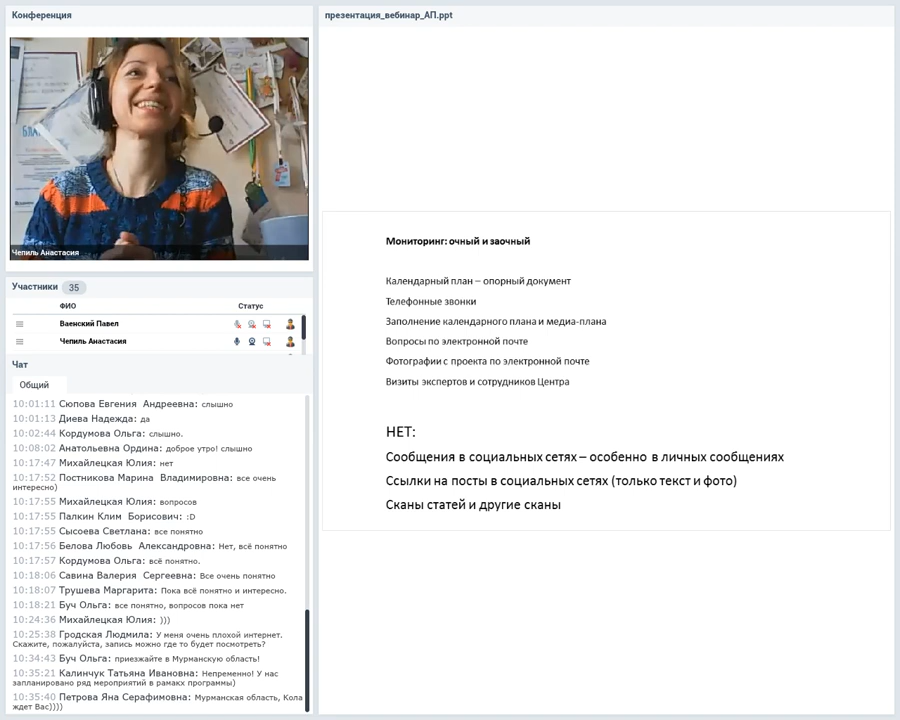 Конференция
БЛА
Чепиль Анастасия
Участники 35
ФИО Статус
Ваенский Павел
Чепиль Анастасия
Чат
Общий
10:01:11 Сюпова Евгения Андреевна: слышно
10:01:13 Диева Надежда: да
10:02:44 Кордумова Ольга: слышно.
10:08:02 Анатольевна Ордина: доброе утро! слышно
10:17:47 Михайлецкая Юлия: нет
10:17:52 Постникова Марина Владимировна: все очень
интересно)
10:17:55 Михайлецкая Юлия: вопросов
10:17:55 Палкин Клим Борисович: :D
10:17:55 Сысоева Светлана: все понятно
10:17:56 Белова Любовь Александровна: Нет, всё понятно
10:17:57 Кордумова Ольга: всё понятно.
10:18:06 Савина Валерия Сергеевна: Все очень понятно
10:18:07 Трушева Маргарита: Пока всё понятно и интересно.
10:18:21 Буч Ольга: все понятно, вопросов пока нет
10:24:36 Михайлецкая Юлия: )))
10:25:38 Гродская Людмила: У меня очень плохой интернет.
Скажите, пожалуйста, запись можно где то будет посмотреть?
10:34:43 Буч Ольга: приезжайте в Мурманскую область!
10:35:21 Калинчук Татьяна Ивановна: Непременно! У нас
запланировано ряд мероприятий в рамакх программы)
10:35:40 Петрова Яна Серафимовна: Мурманская область, Кола
ждет Вас))))
презентация_вебинар_АП.ppt
Мониторинг: очный и заочный
Календарный план – опорный документ
Телефонные звонки
Заполнение календарного плана и медиа-плана
Вопросы по электронной почте
Фотографии с проекта по электронной почте
Визиты экспертов и сотрудников Центра
НЕТ:
Сообщения в социальных сетях – особенно в личных сообщениях
Ссылки на посты в социальных сетях (только текст и фото)
Сканы статей и другие сканы